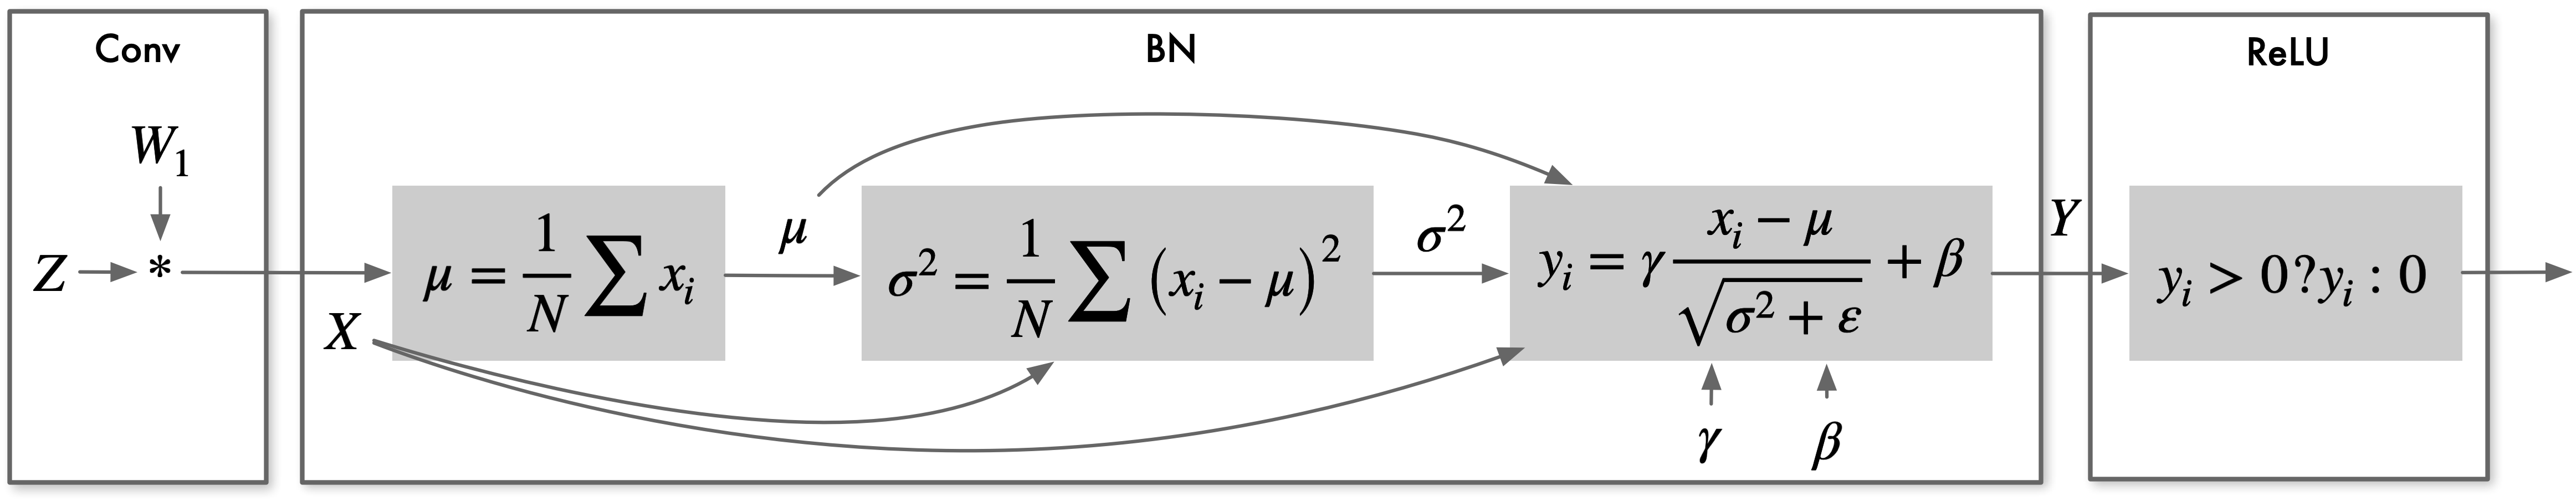 Conv
W₁
Z
*
BN
X
μ = 1/N ∑ xᵢ
μ
σ² = 1/N ∑ (xᵢ − μ)²
σ²
yᵢ = γ (xᵢ − μ)/√(σ² + ε) + β
γ
β
Y
ReLU
yᵢ > 0?yᵢ : 0